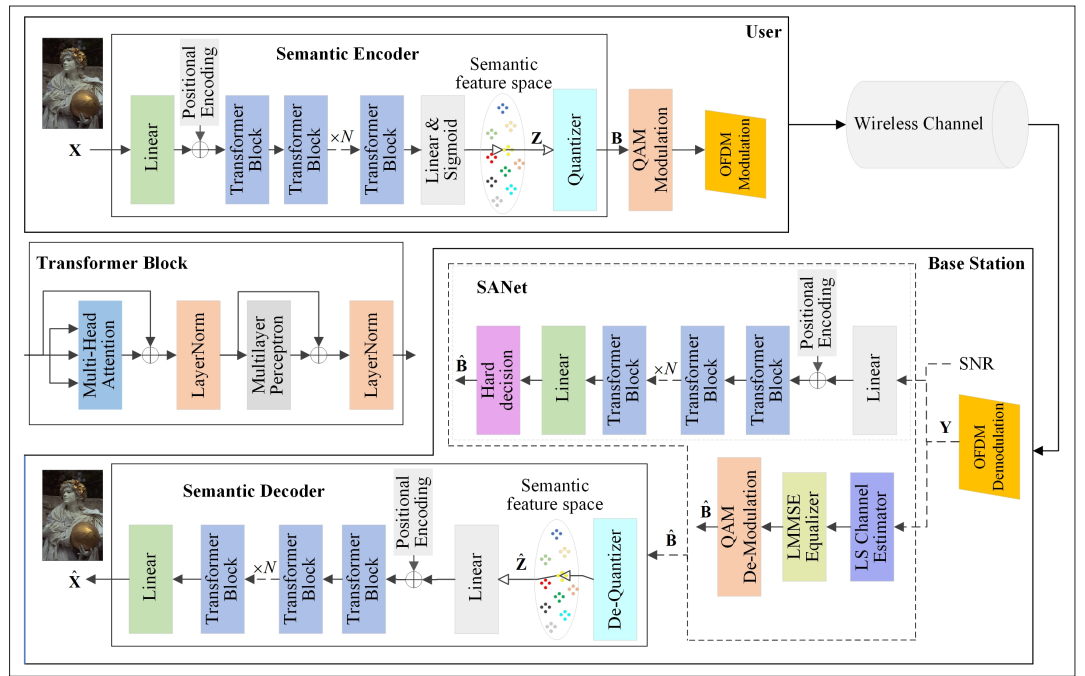 User
Semantic Encoder
Positional
Encoding
Semantic
feature space
X
Linear
Transformer
Block
Transformer
Block
×N
Transformer
Block
Linear &
Sigmoid
Z
Quantizer
B
QAM
Modulation
OFDM
Modulation
Wireless Channel
Transformer Block
Multi-Head
Attention
LayerNorm
Multilayer
Perceptron
LayerNorm
Base Station
SANet
B̂
Hard
decision
Linear
Transformer
Block
×N
Transformer
Block
Transformer
Block
Positional
Encoding
Linear
SNR
Y
OFDM
Demodulation
B̂
QAM
De-Modulation
LMMSE
Equalizer
LS Channel
Estimator
B̂
Semantic Decoder
Positional
Encoding
Semantic
feature space
X̂
Linear
Transformer
Block
×N
Transformer
Block
Transformer
Block
Linear
Ẑ
De-Quantizer